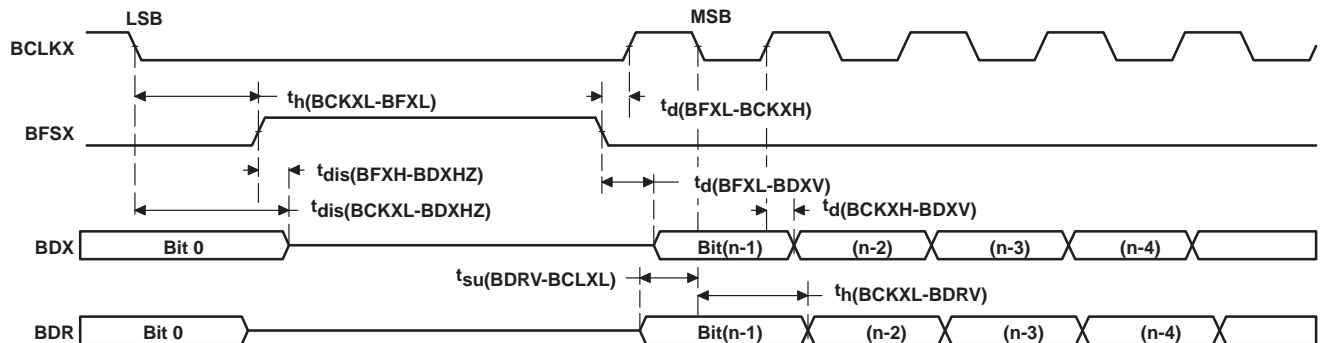 LSB MSB
BCLKX
th(BCKXL-BFXL) td(BFXL-BCKXH)
BFSX
tdis(BFXH-BDXHZ) td(BFXL-BDXV)
tdis(BCKXL-BDXHZ) td(BCKXH-BDXV)
BDX Bit 0 Bit(n-1) (n-2) (n-3) (n-4)
tsu(BDRV-BCLXL) th(BCKXL-BDRV)
BDR Bit 0 Bit(n-1) (n-2) (n-3) (n-4)